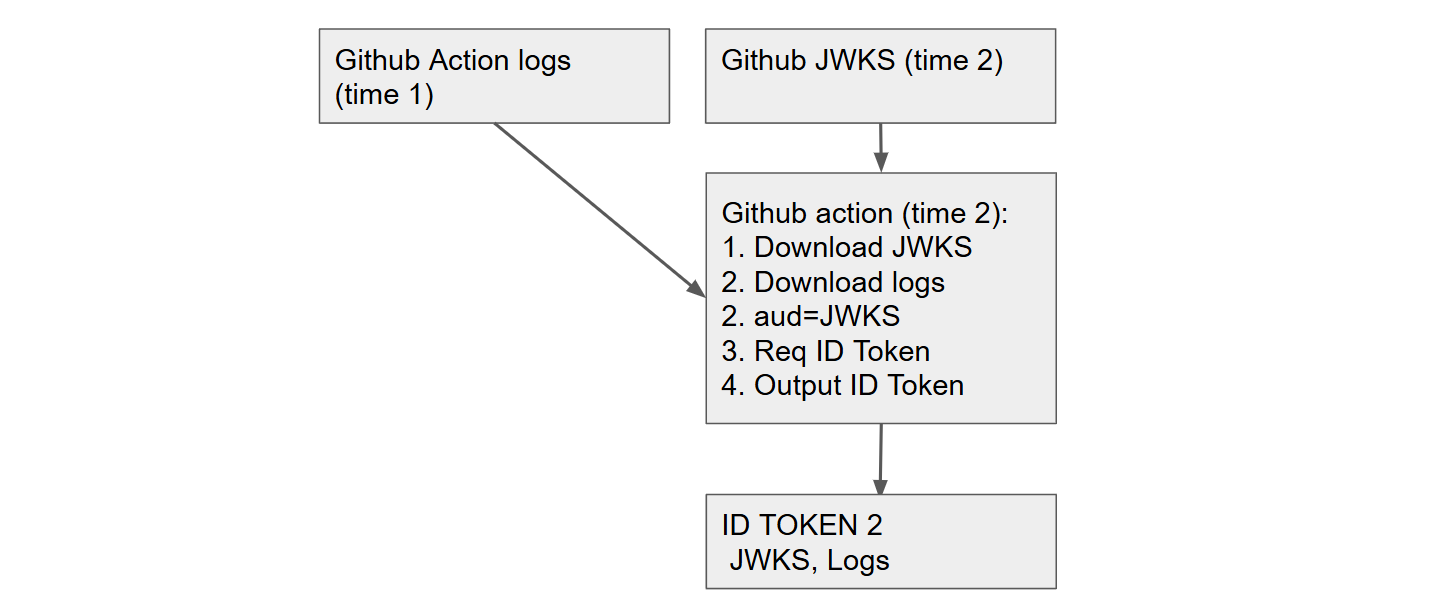 Github Action logs
(time 1)
Github JWKS (time 2)
Github action (time 2):
1. Download JWKS
2. Download logs
2. aud=JWKS
3. Req ID Token
4. Output ID Token
ID TOKEN 2
JWKS, Logs